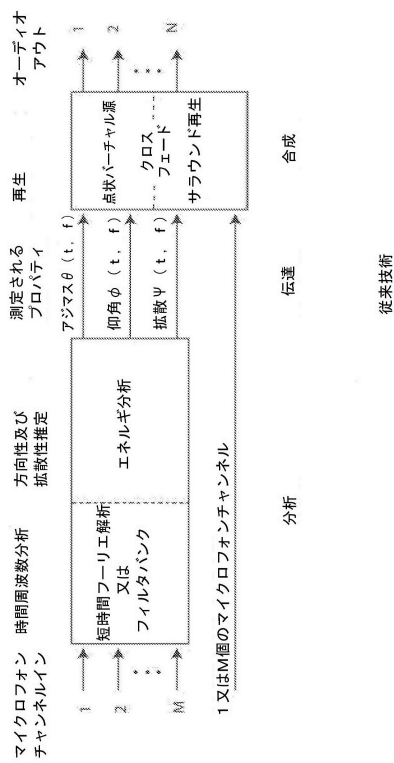 マイクロフォン
チャンネルイン
時間周波数分析
方向性及び
拡散性推定
測定される
プロパティ
再生
オーディオ
アウト
1
2
M
短時間フーリエ解析
又は
フィルタバンク
エネルギ分析
アジマスθ（t, f）
仰角φ（t, f）
拡散Ψ（t, f）
点状バーチャル源
クロス
フェード
サラウンド再生
1
2
N
1又はM個のマイクロフォンチャンネル
分析
伝達
合成
従来技術